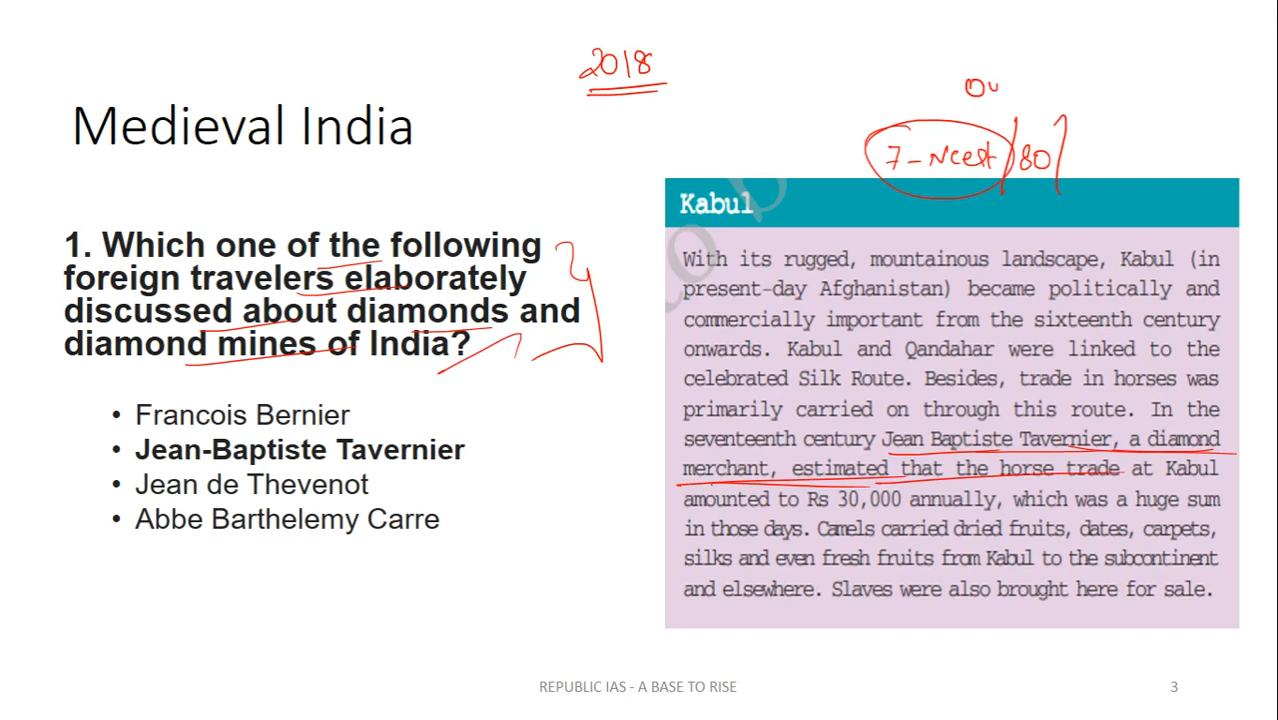 2018
Medieval India
7-Ncert 80
1. Which one of the following
foreign travelers elaborately
discussed about diamonds and
diamond mines of India?
• Francois Bernier
• Jean-Baptiste Tavernier
• Jean de Thevenot
• Abbe Barthelemy Carre
Kabul
With its rugged, mountainous landscape, Kabul (in
present-day Afghanistan) became politically and
commercially important from the sixteenth century
onwards. Kabul and Qandahar were linked to the
celebrated Silk Route. Besides, trade in horses was
primarily carried on through this route. In the
seventeenth century Jean Baptiste Tavernier, a diamond
merchant, estimated that the horse trade at Kabul
amounted to Rs 30,000 annually, which was a huge sum
in those days. Camels carried dried fruits, dates, carpets,
silks and even fresh fruits from Kabul to the subcontinent
and elsewhere. Slaves were also brought here for sale.
REPUBLIC IAS - A BASE TO RISE
3